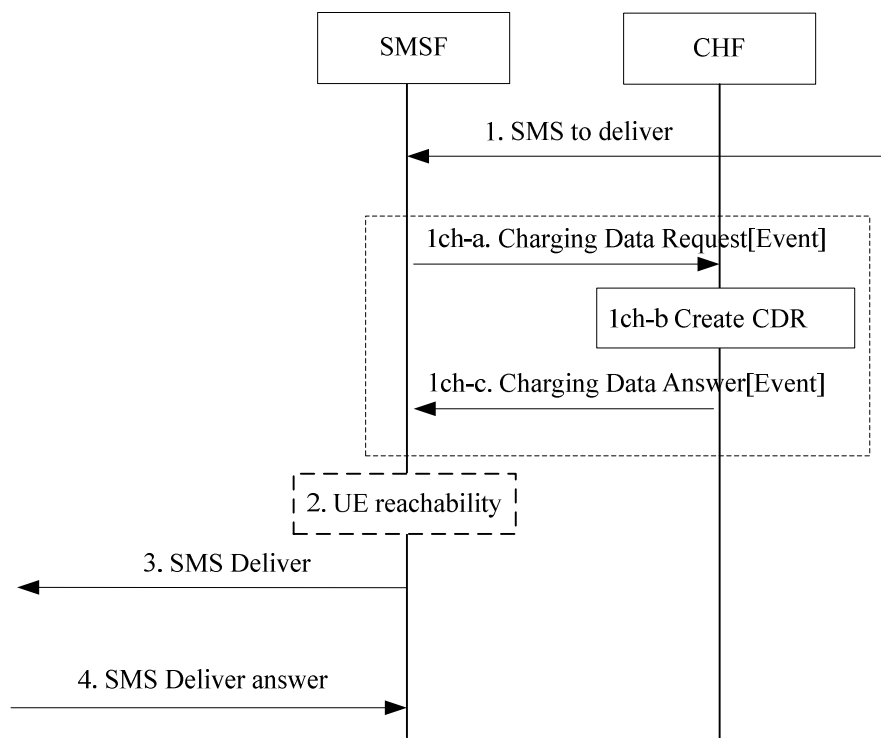 SMSF
CHF
1. SMS to deliver
1ch-a. Charging Data Request[Event]
1ch-b Create CDR
1ch-c. Charging Data Answer[Event]
2. UE reachability
3. SMS Deliver
4. SMS Deliver answer